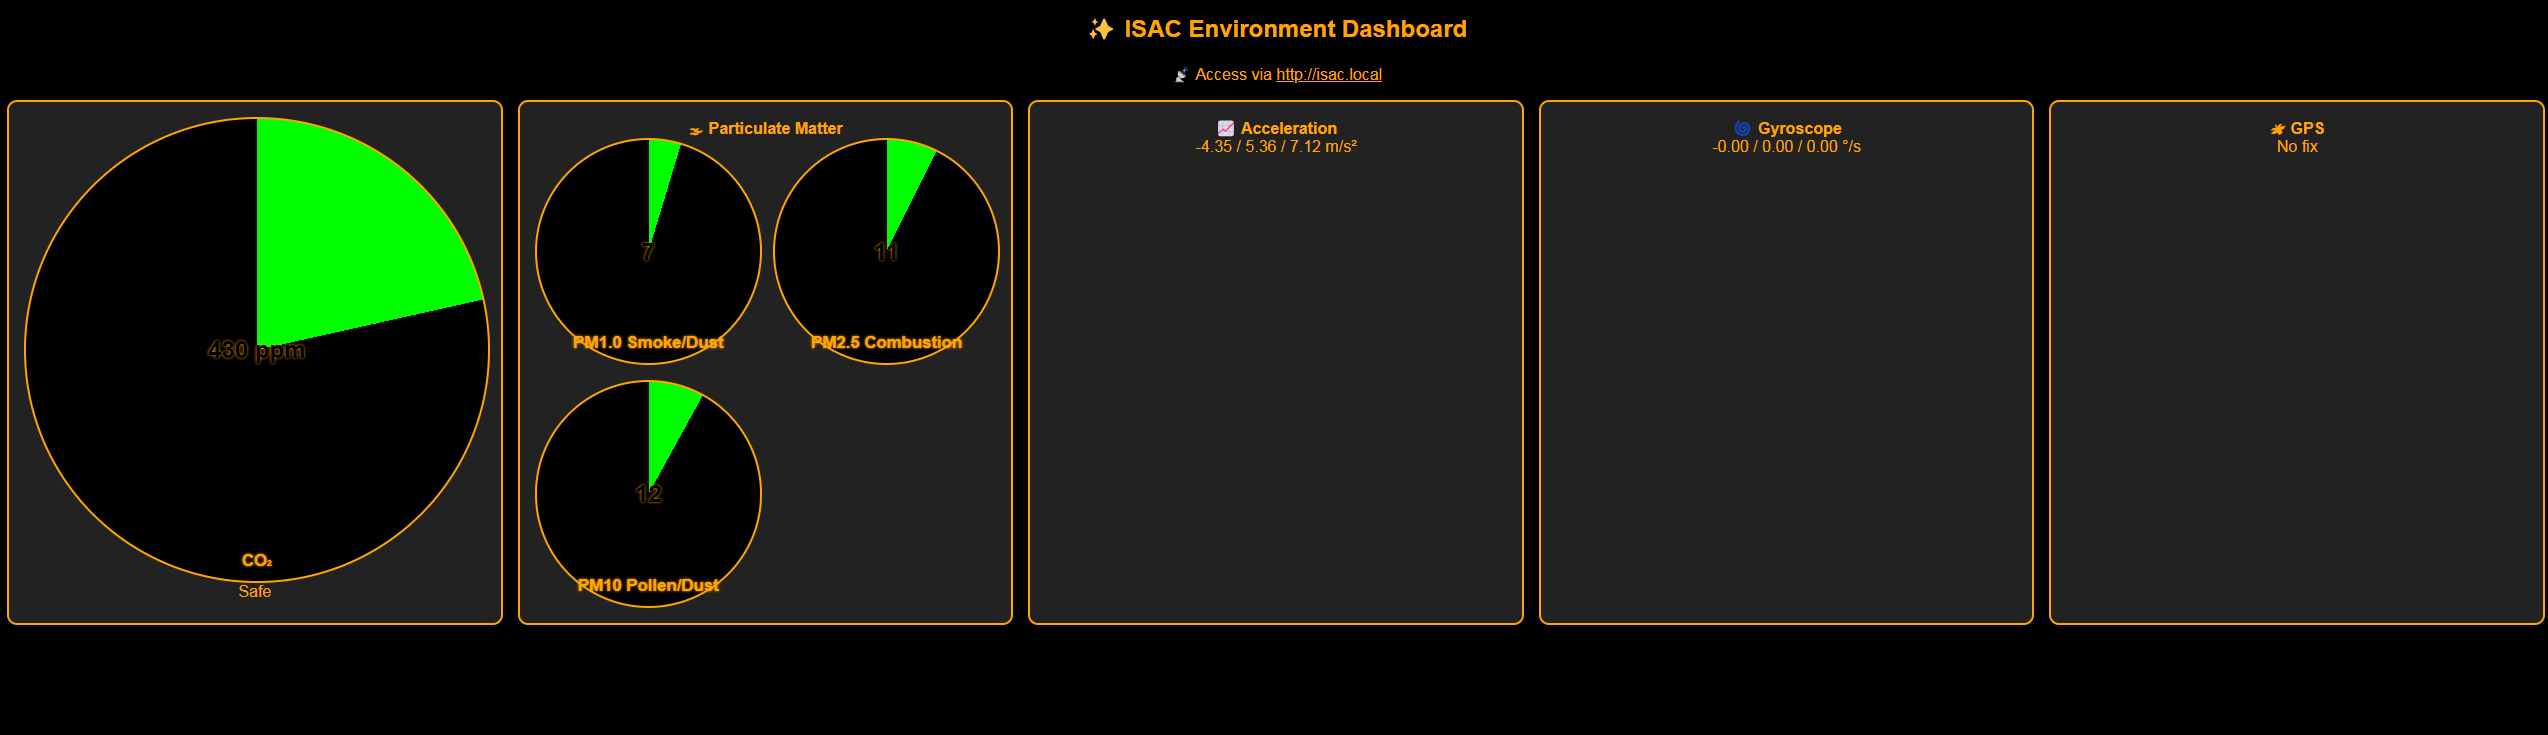 ✨ ISAC Environment Dashboard
📡 Access via http://isac.local
430 ppm
CO₂
Safe
🌫 Particulate Matter
7
PM1.0 Smoke/Dust
11
PM2.5 Combustion
12
PM10 Pollen/Dust
📈 Acceleration
-4.35 / 5.36 / 7.12 m/s²
🌀 Gyroscope
-0.00 / 0.00 / 0.00 °/s
🛰 GPS
No fix